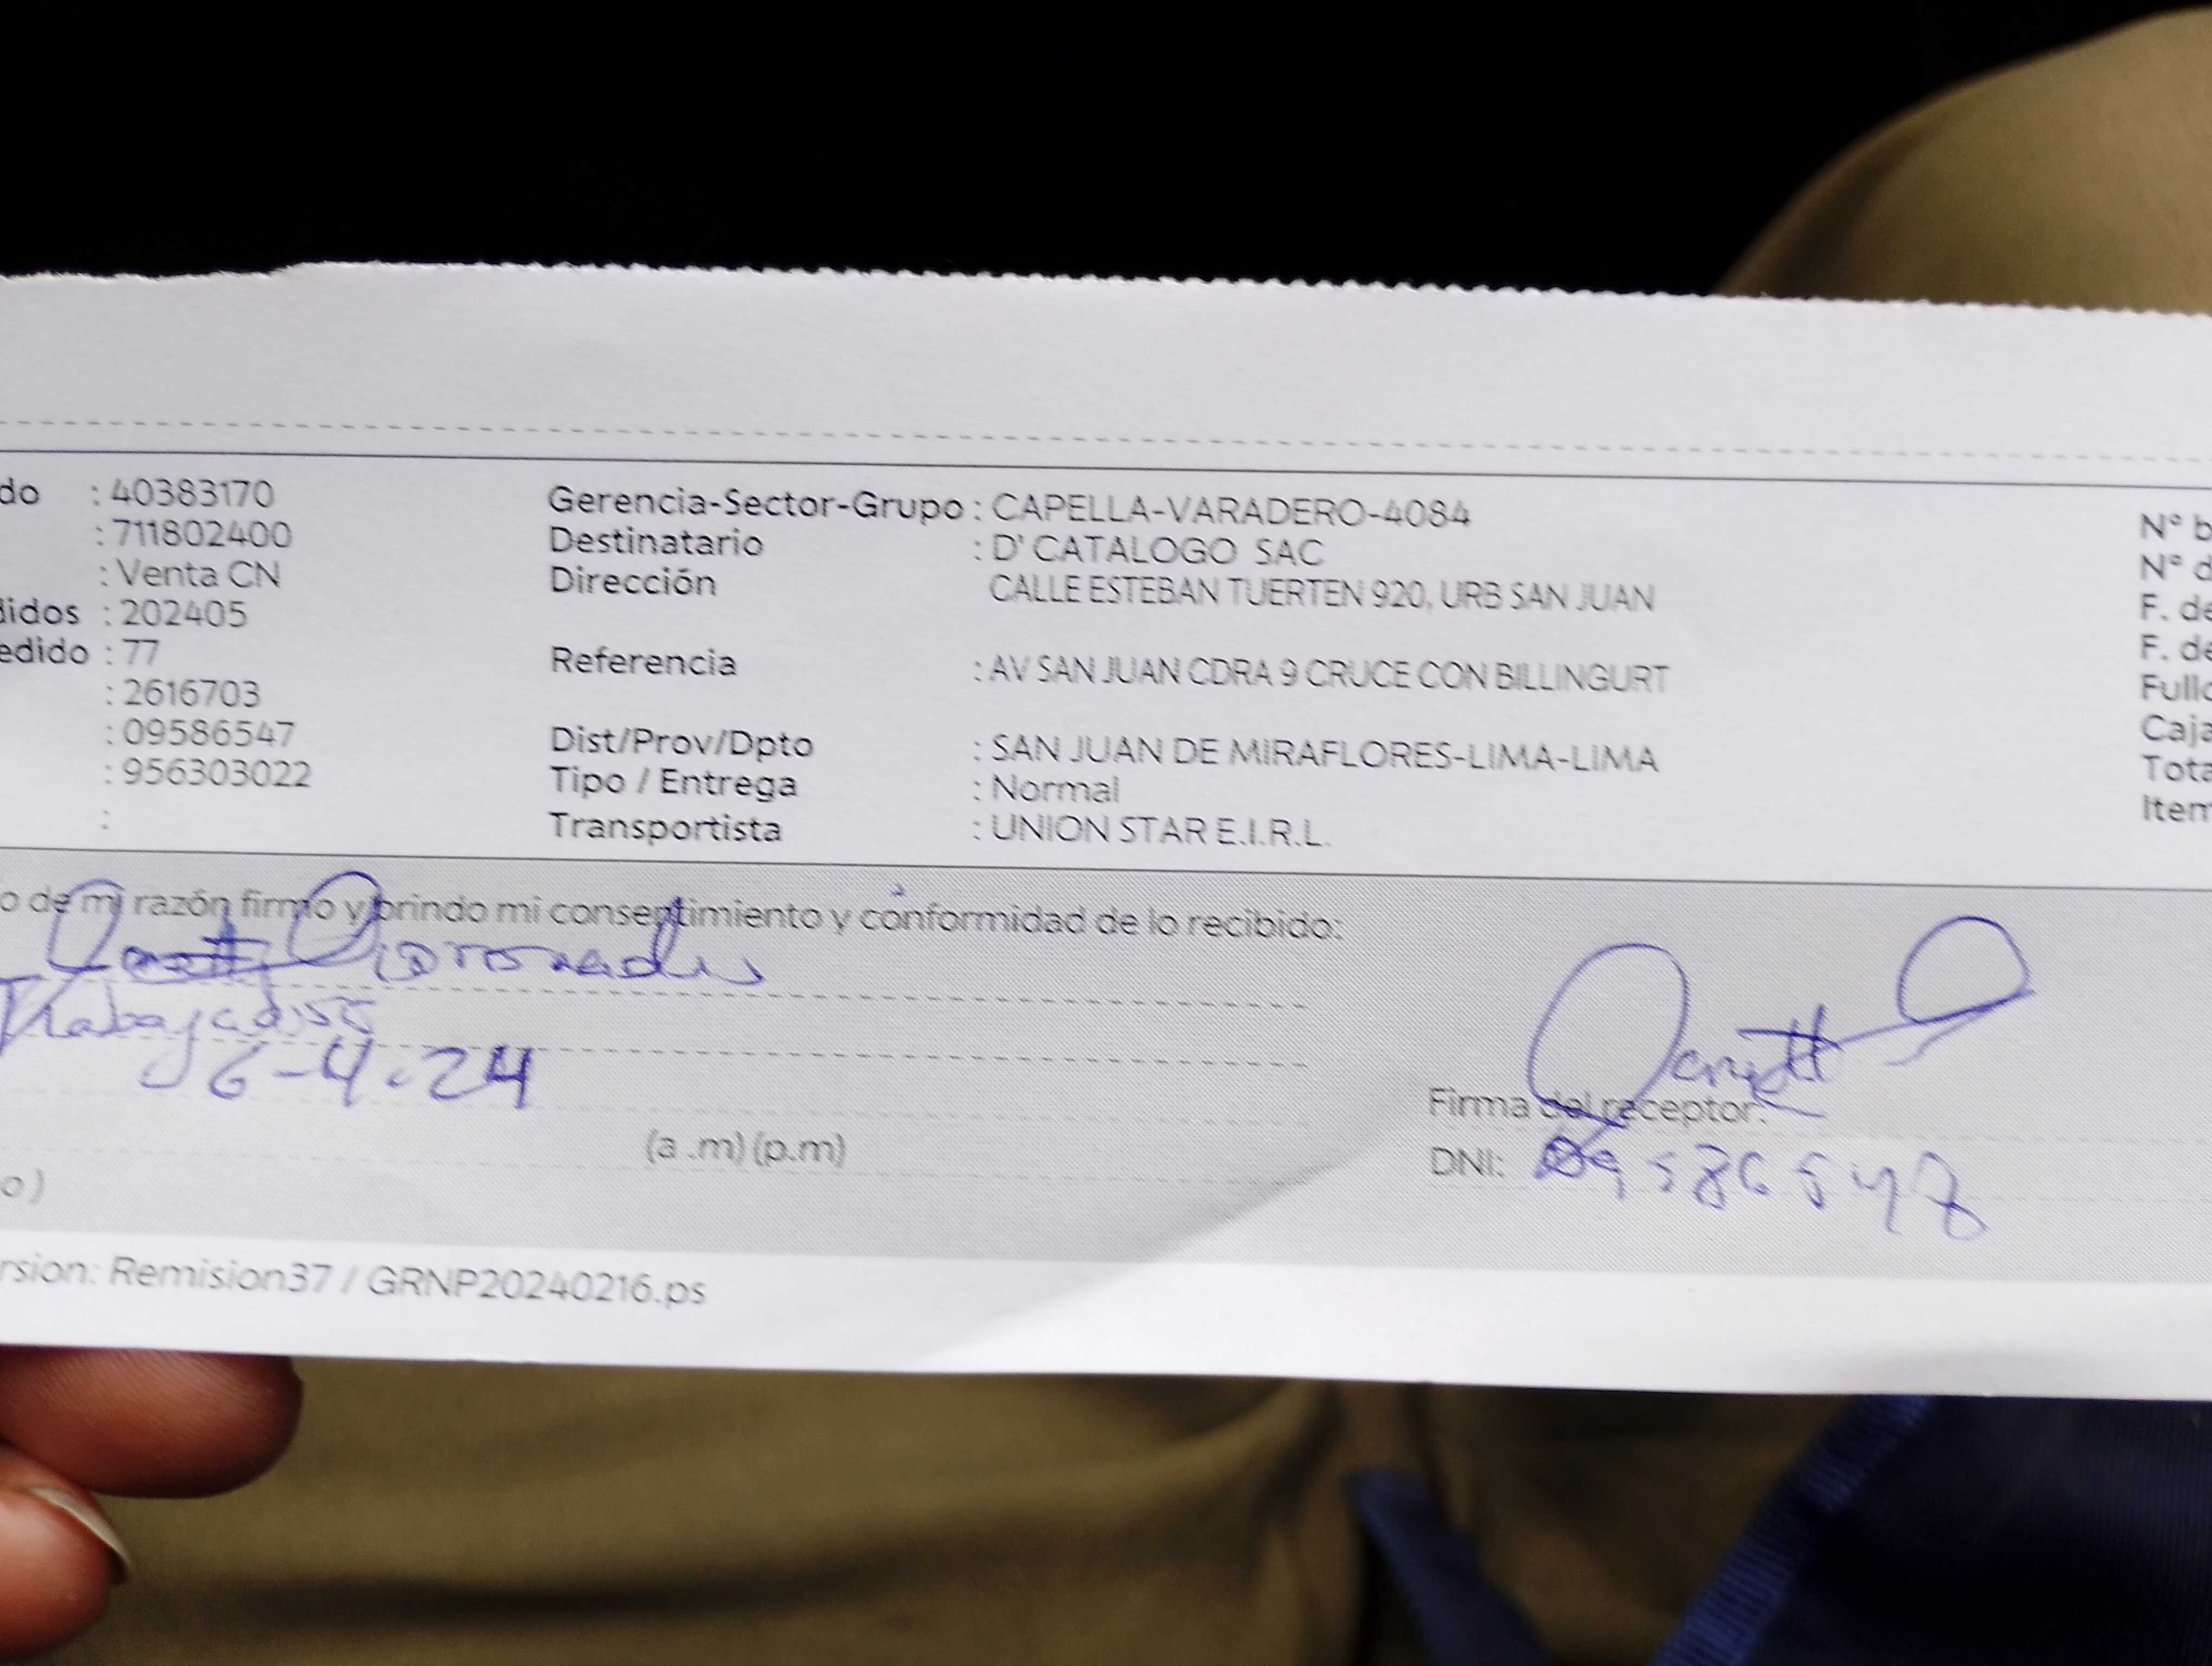 do : 40383170
: 711802400
: Venta CN
didos : 202405
edido : 77
: 2616703
: 09586547
: 956303022
:
Gerencia-Sector-Grupo : CAPELLA-VARADERO-4084
Destinatario : D' CATALOGO SAC
Dirección CALLE ESTEBAN TUERTEN 920, URB SAN JUAN
Referencia : AV SAN JUAN CDRA 9 CRUCE CON BILLINGURT
Dist/Prov/Dpto : SAN JUAN DE MIRAFLORES-LIMA-LIMA
Tipo / Entrega : Normal
Transportista : UNION STAR E.I.R.L.
N° b
N° d
F. de
F. de
Fullo
Caja
Tota
Item
o de mi razón firmo y brindo mi consentimiento y conformidad de lo recibido:
6-4-24
(a .m) (p.m)
o )
Firma del receptor:
DNI: 09586547
rsion: Remision37 / GRNP20240216.ps